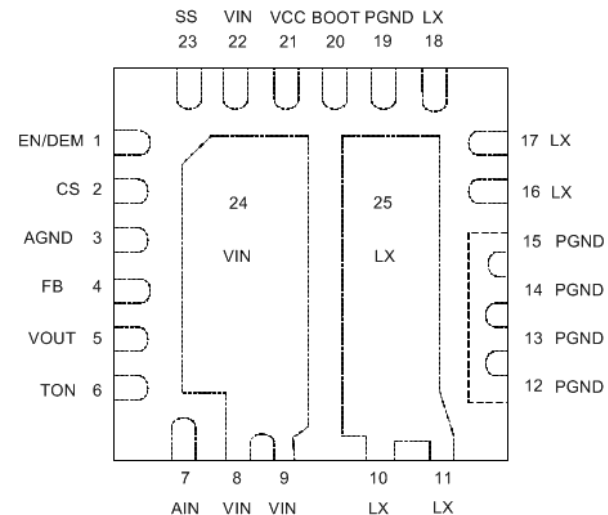 SS VIN VCC BOOT PGND LX
23 22 21 20 19 18
EN/DEM 1
17 LX
CS 2
16 LX
24
25
AGND 3
15 PGND
VIN
LX
FB 4
14 PGND
VOUT 5
13 PGND
TON 6
12 PGND
7 8 9 10 11
AIN VIN VIN LX LX